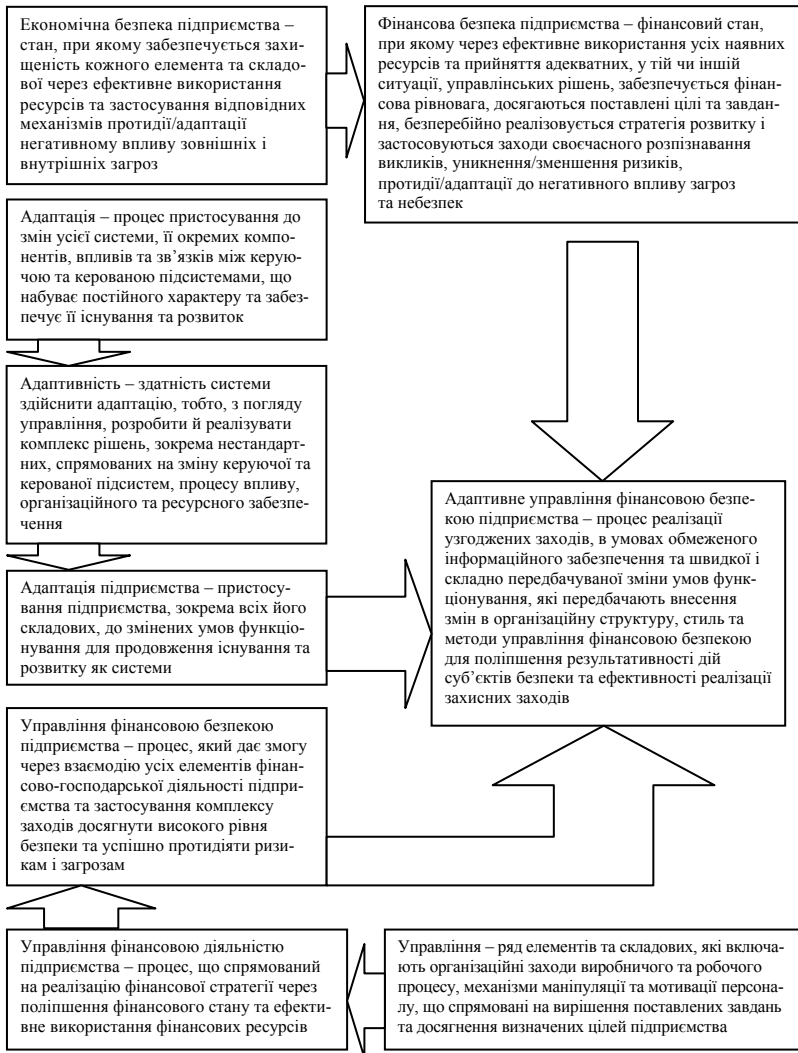 Економічна безпека підприємства –
стан, при якому забезпечується захи-
щеність кожного елемента та складо-
вої через ефективне використання
ресурсів та застосування відповідних
механізмів протидії/адаптації
негативному впливу зовнішніх і
внутрішніх загроз
Фінансова безпека підприємства – фінансовий стан,
при якому через ефективне використання усіх наявних
ресурсів та прийняття адекватних, у тій чи іншій
ситуації, управлінських рішень, забезпечується фінан-
сова рівновага, досягаються поставлені цілі та завдан-
ня, безперебійно реалізовується стратегія розвитку і
застосовуються заходи своєчасного розпізнавання
викликів, уникнення/зменшення ризиків,
протидії/адаптації до негативного впливу загроз
та небезпек
Адаптація – процес пристосування до
змін усієї системи, її окремих компо-
нентів, впливів та зв’язків між керую-
чою та керованою підсистемами, що
набуває постійного характеру та забез-
печує її існування та розвиток
Адаптивність – здатність системи
здійснити адаптацію, тобто, з погляду
управління, розробити й реалізувати
комплекс рішень, зокрема нестандарт-
них, спрямованих на зміну керуючої та
керованої підсистем, процесу впливу,
організаційного та ресурсного забезпе-
чення
Адаптація підприємства – пристосу-
вання підприємства, зокрема всіх його
складових, до змінених умов функціо-
нування для продовження існування та
розвитку як системи
Адаптивне управління фінансовою безпе-
кою підприємства – процес реалізації
узгоджених заходів, в умовах обмеженого
інформаційного забезпечення та швидкої і
складно передбачуваної зміни умов функ-
ціонування, які передбачають внесення
змін в організаційну структуру, стиль та
методи управління фінансовою безпекою
для поліпшення результативності дій
суб’єктів безпеки та ефективності реалізації
захисних заходів
Управління фінансовою безпекою
підприємства – процес, який дає змогу
через взаємодію усіх елементів фінан-
сово-господарської діяльності підпри-
ємства та застосування комплексу
заходів досягнути високого рівня
безпеки та успішно протидіяти ризи-
кам і загрозам
Управління фінансовою діяльністю
підприємства – процес, що спрямований
на реалізацію фінансової стратегії через
поліпшення фінансового стану та ефекти-
вне використання фінансових ресурсів
Управління – ряд елементів та складових, які включа-
ють організаційні заходи виробничого та робочого
процесу, механізми маніпуляції та мотивації персона-
лу, що спрямовані на вирішення поставлених завдань
та досягнення визначених цілей підприємства